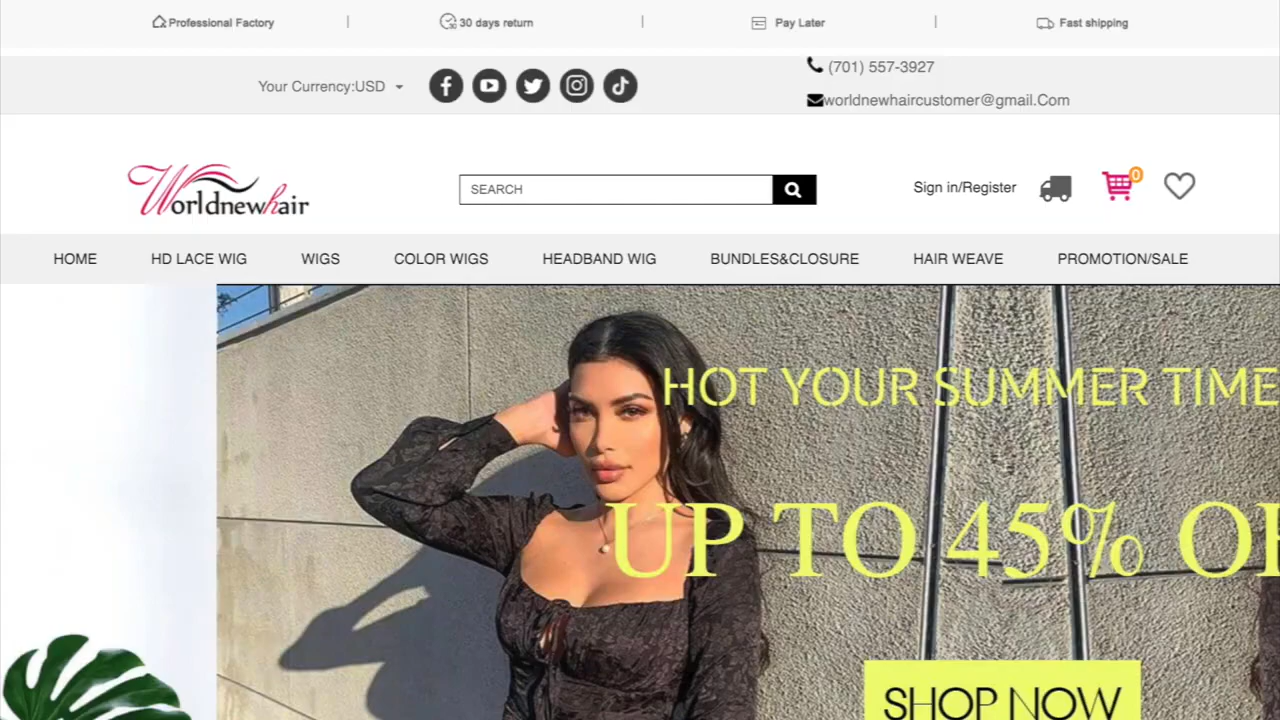 Professional Factory
30 days return
Pay Later
Fast shipping
Your Currency:USD
(701) 557-3927
worldnewhaircustomer@gmail.Com
Worldnewhair
SEARCH
Sign in/Register
0
HOME
HD LACE WIG
WIGS
COLOR WIGS
HEADBAND WIG
BUNDLES&CLOSURE
HAIR WEAVE
PROMOTION/SALE
HOT YOUR SUMMER TIME
UP TO 45% OF
SHOP NOW